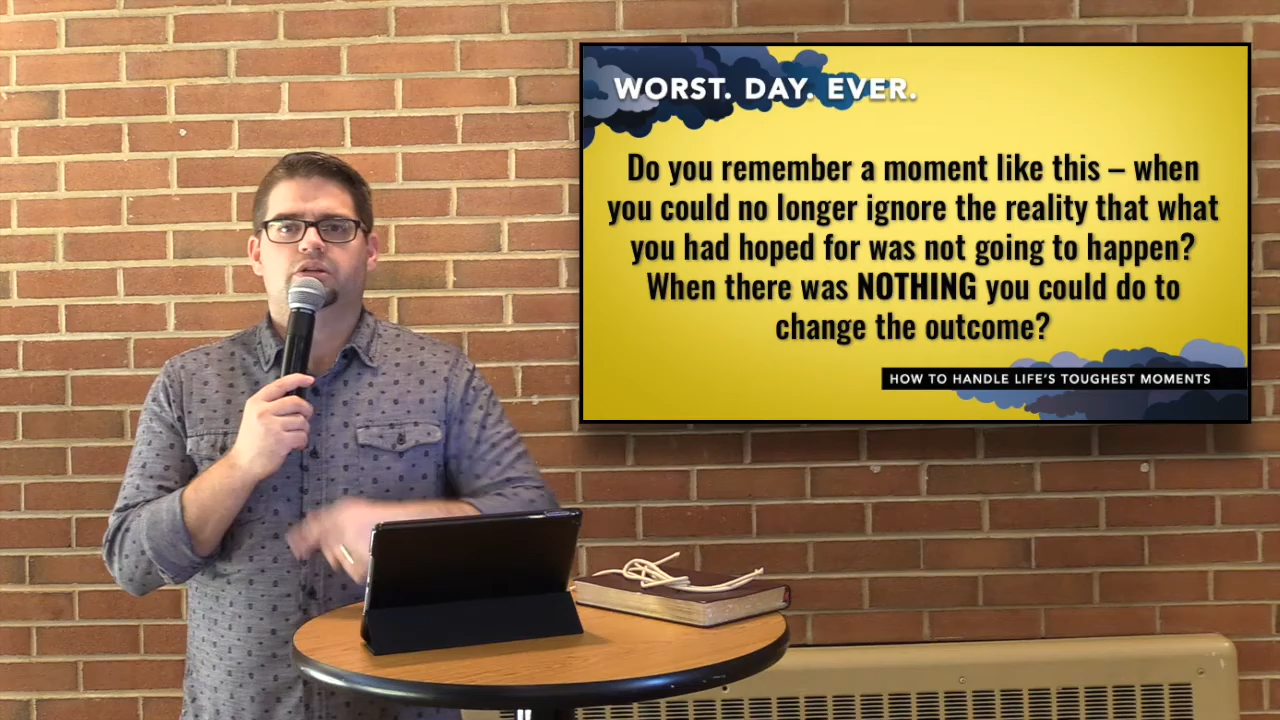 WORST. DAY. EVER.
Do you remember a moment like this – when
you could no longer ignore the reality that what
you had hoped for was not going to happen?
When there was NOTHING you could do to
change the outcome?
HOW TO HANDLE LIFE'S TOUGHEST MOMENTS